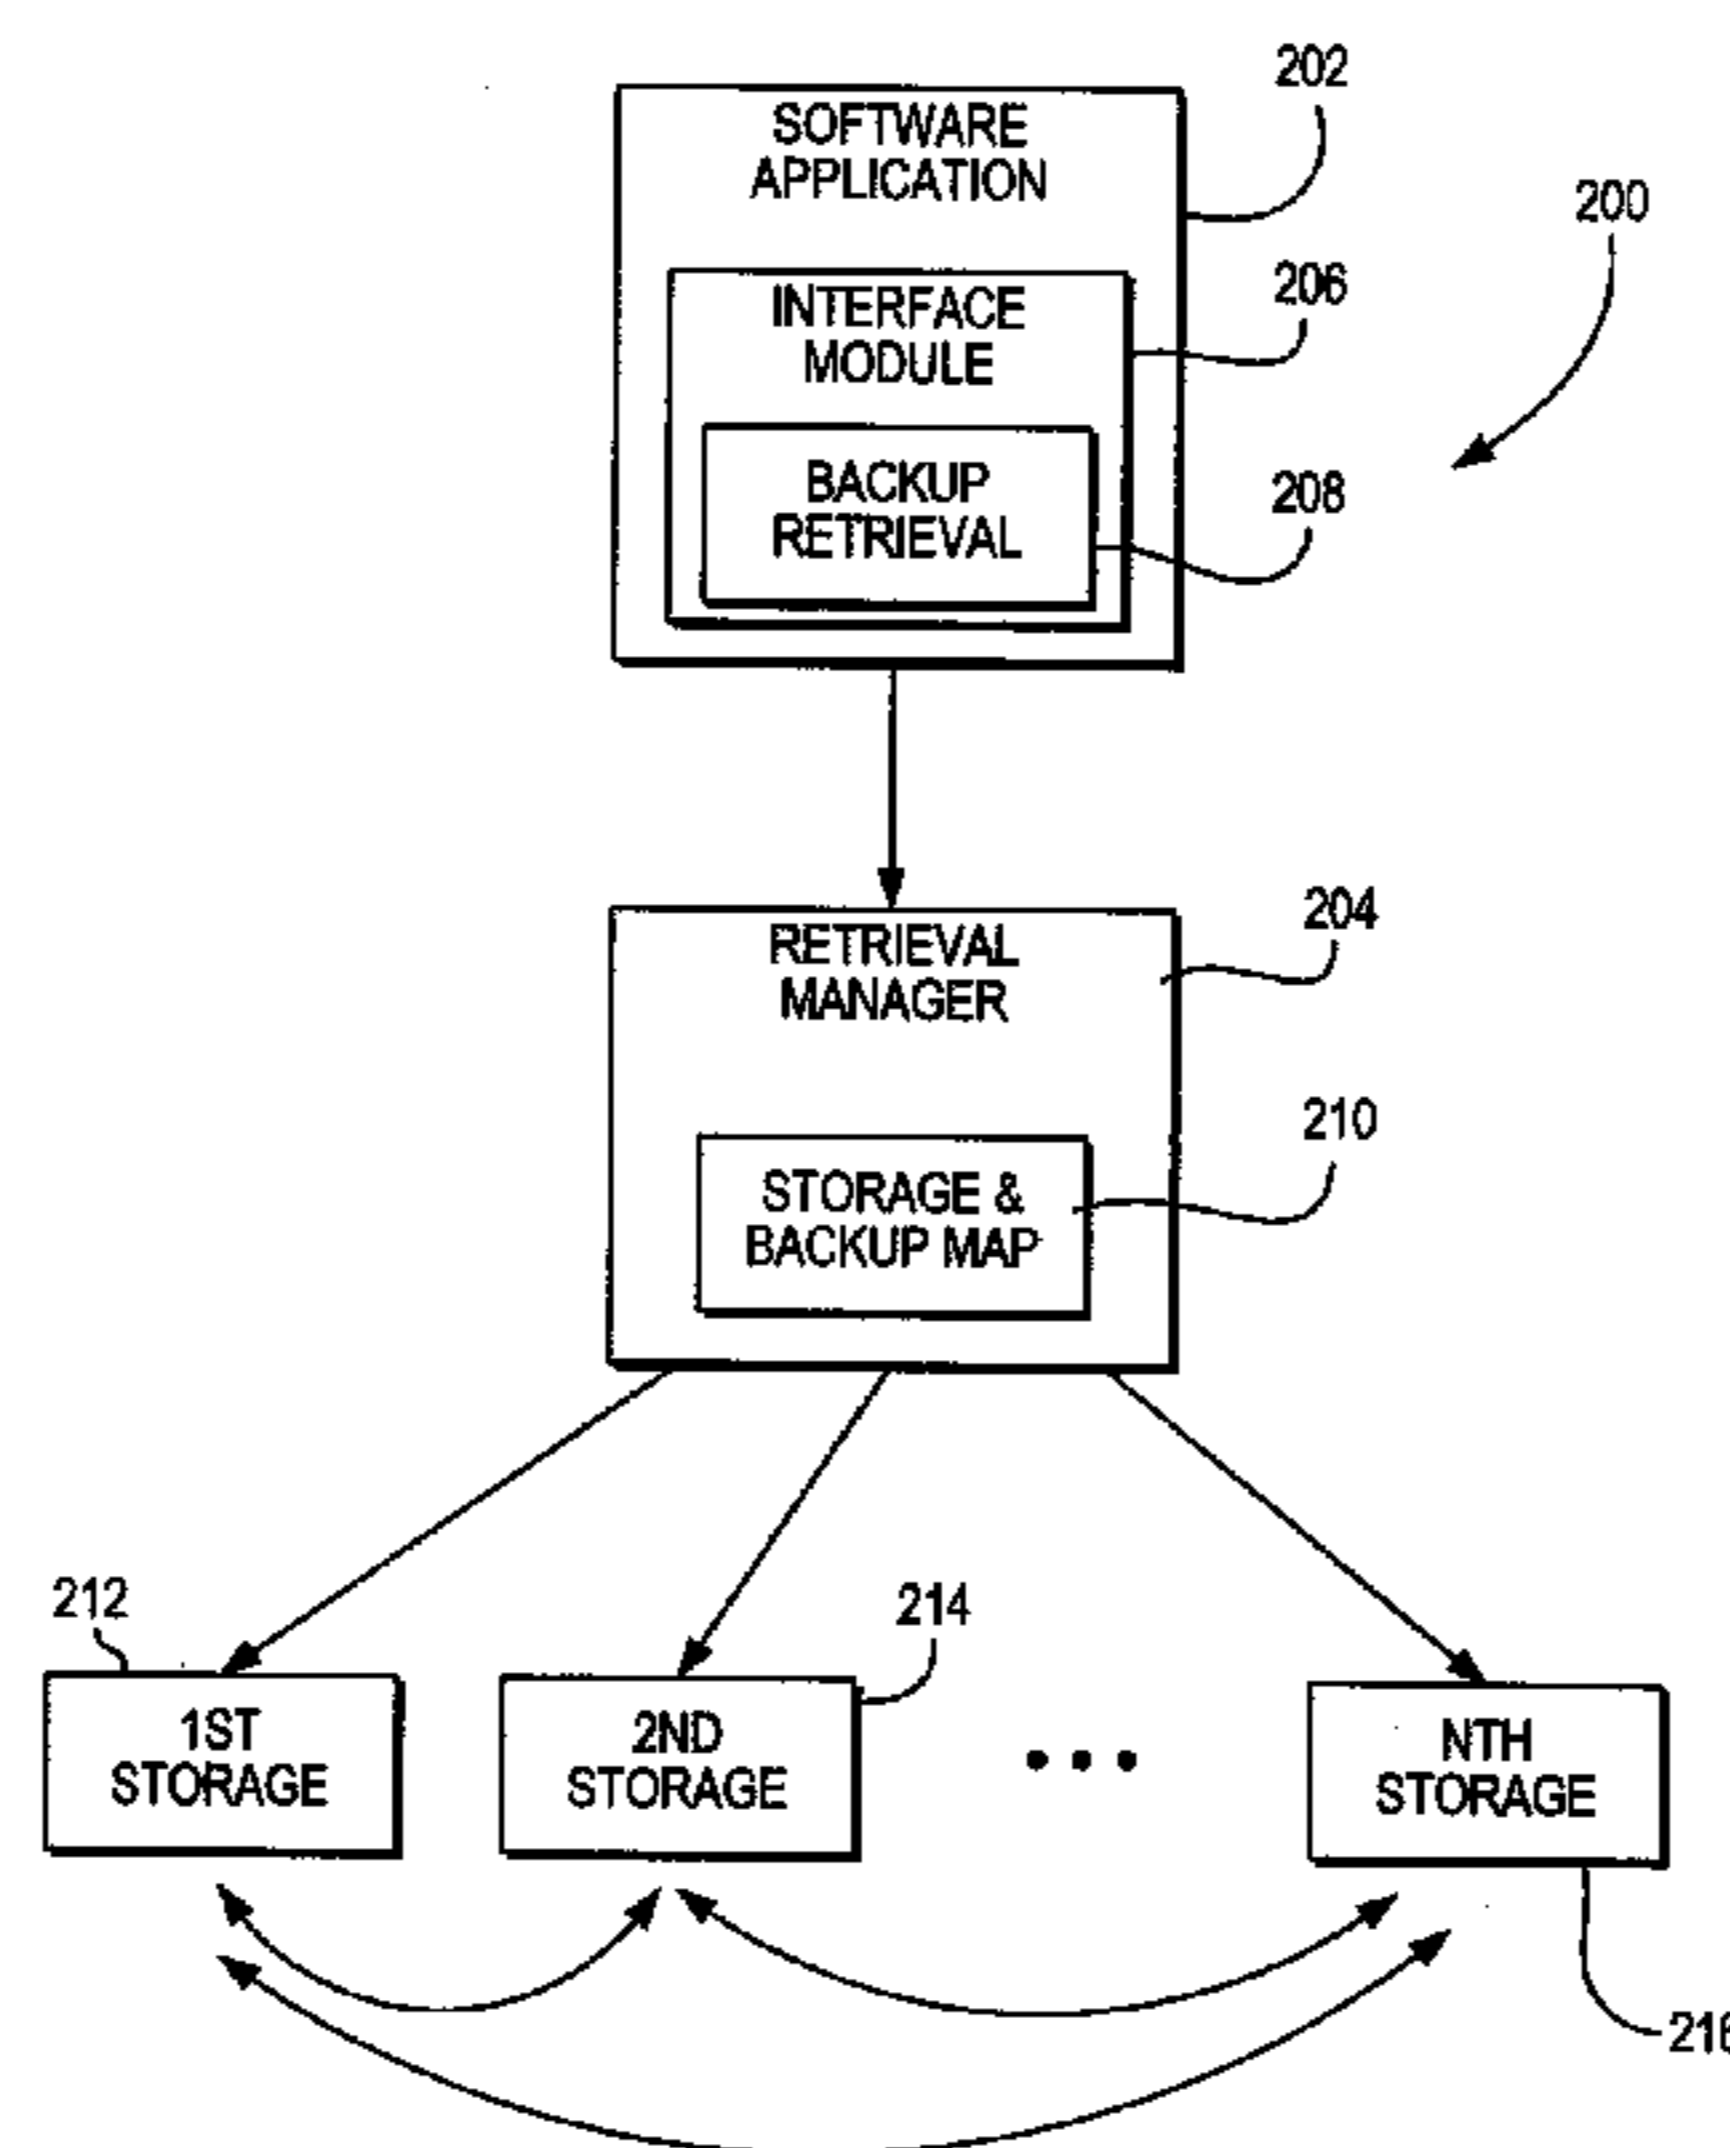 202
SOFTWARE
APPLICATION
200
206
INTERFACE
MODULE
208
BACKUP
RETRIEVAL
204
RETRIEVAL
MANAGER
210
STORAGE &
BACKUP MAP
212
214
1ST
STORAGE
2ND
STORAGE
NTH
STORAGE
216